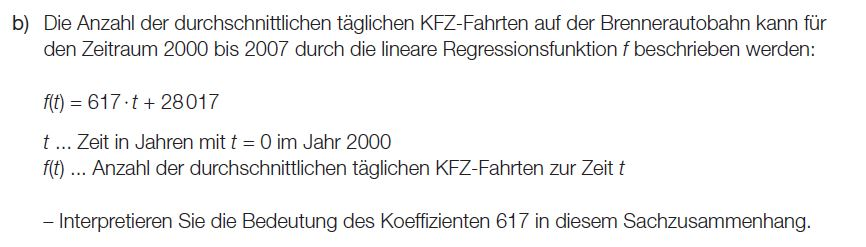 b) Die Anzahl der durchschnittlichen täglichen KFZ-Fahrten auf der Brennerautobahn kann für
den Zeitraum 2000 bis 2007 durch die lineare Regressionsfunktion f beschrieben werden:
f(t) = 617 · t + 28 017
t ... Zeit in Jahren mit t = 0 im Jahr 2000
f(t) ... Anzahl der durchschnittlichen täglichen KFZ-Fahrten zur Zeit t
– Interpretieren Sie die Bedeutung des Koeffizienten 617 in diesem Sachzusammenhang.